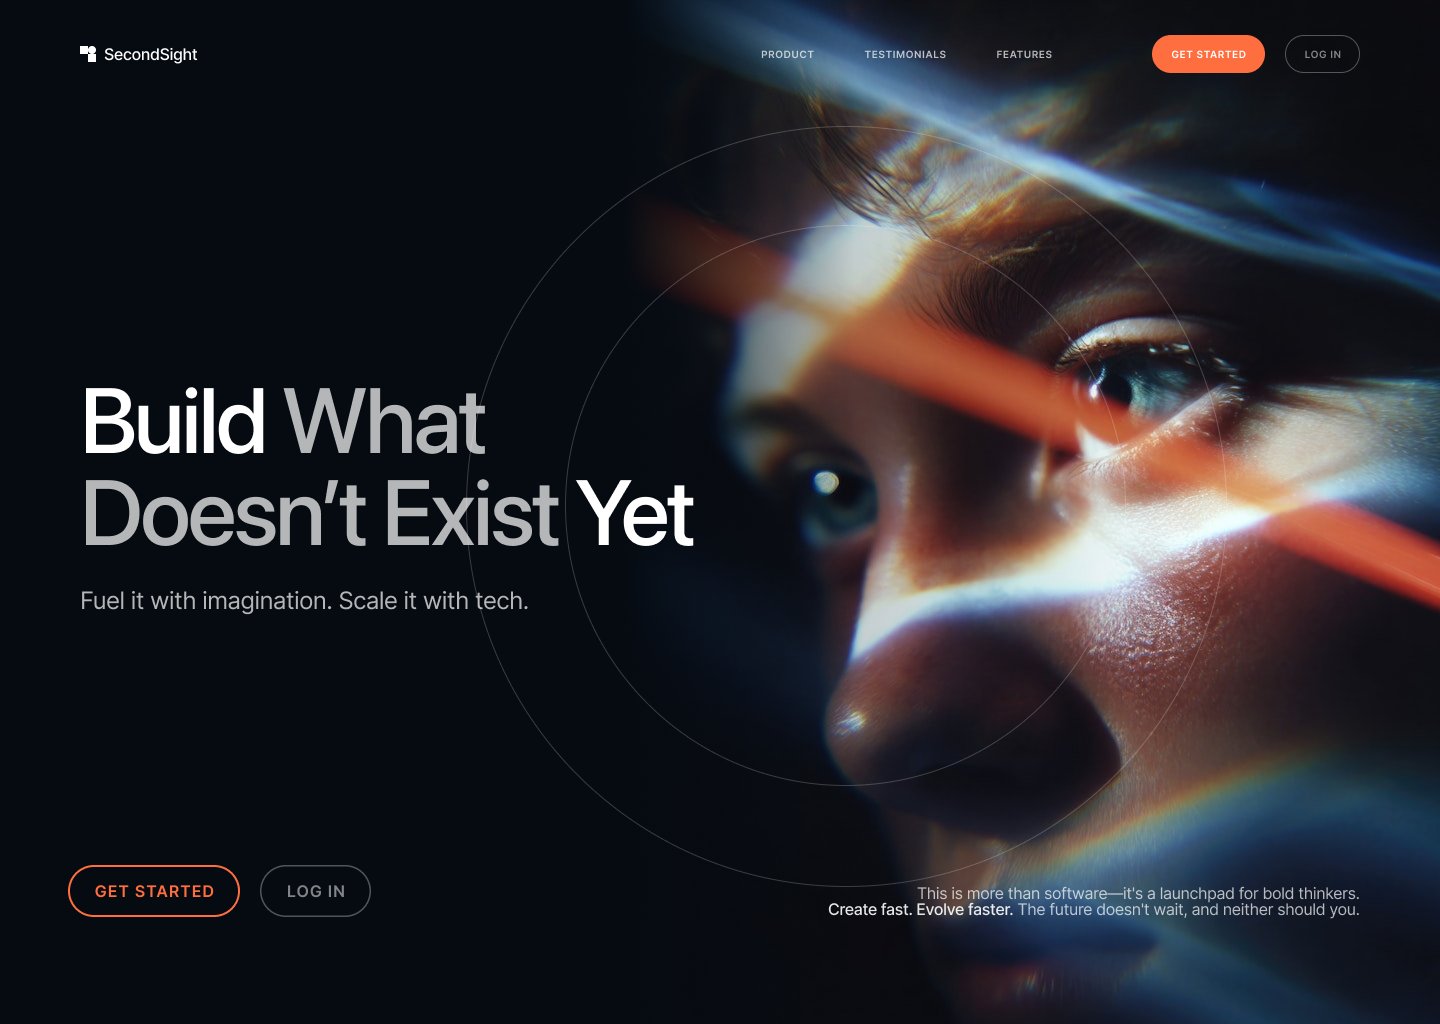 SecondSight
PRODUCT
TESTIMONIALS
FEATURES
GET STARTED
LOG IN
Build What
Doesn’t Exist Yet
Fuel it with imagination. Scale it with tech.
GET STARTED
LOG IN
This is more than software—it's a launchpad for bold thinkers.
Create fast. Evolve faster. The future doesn't wait, and neither should you.